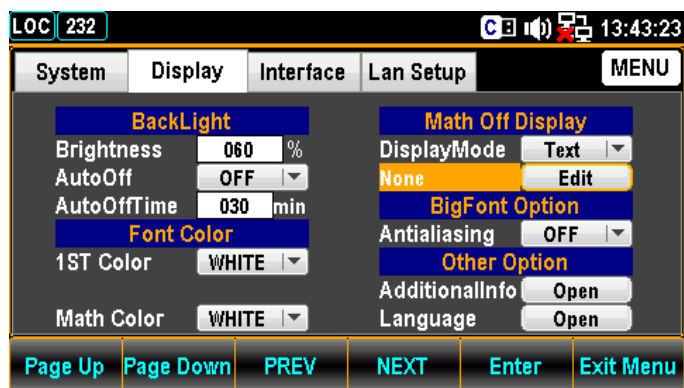 LOC 232 C 13:43:23
System Display Interface Lan Setup MENU
BackLight
Brightness 060 %
AutoOff OFF
AutoOffTime 030 min
Font Color
1ST Color WHITE
Math Color WHITE
Math Off Display
DisplayMode Text
None Edit
BigFont Option
Antialiasing OFF
Other Option
AdditionalInfo Open
Language Open
Page Up Page Down PREV NEXT Enter Exit Menu